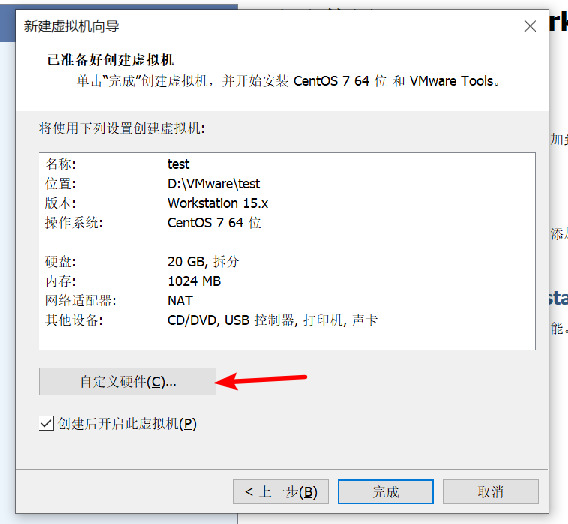 新建虚拟机向导
已准备好创建虚拟机
单击“完成”创建虚拟机，并开始安装 CentOS 7 64 位 和 VMware Tools。
将使用下列设置创建虚拟机:
名称: test
位置: D:\VMware\test
版本: Workstation 15.x
操作系统: CentOS 7 64 位
硬盘: 20 GB, 拆分
内存: 1024 MB
网络适配器: NAT
其他设备: CD/DVD, USB 控制器, 打印机, 声卡
自定义硬件(C)...
创建后开启此虚拟机(P)
< 上一步(B) 完成 取消